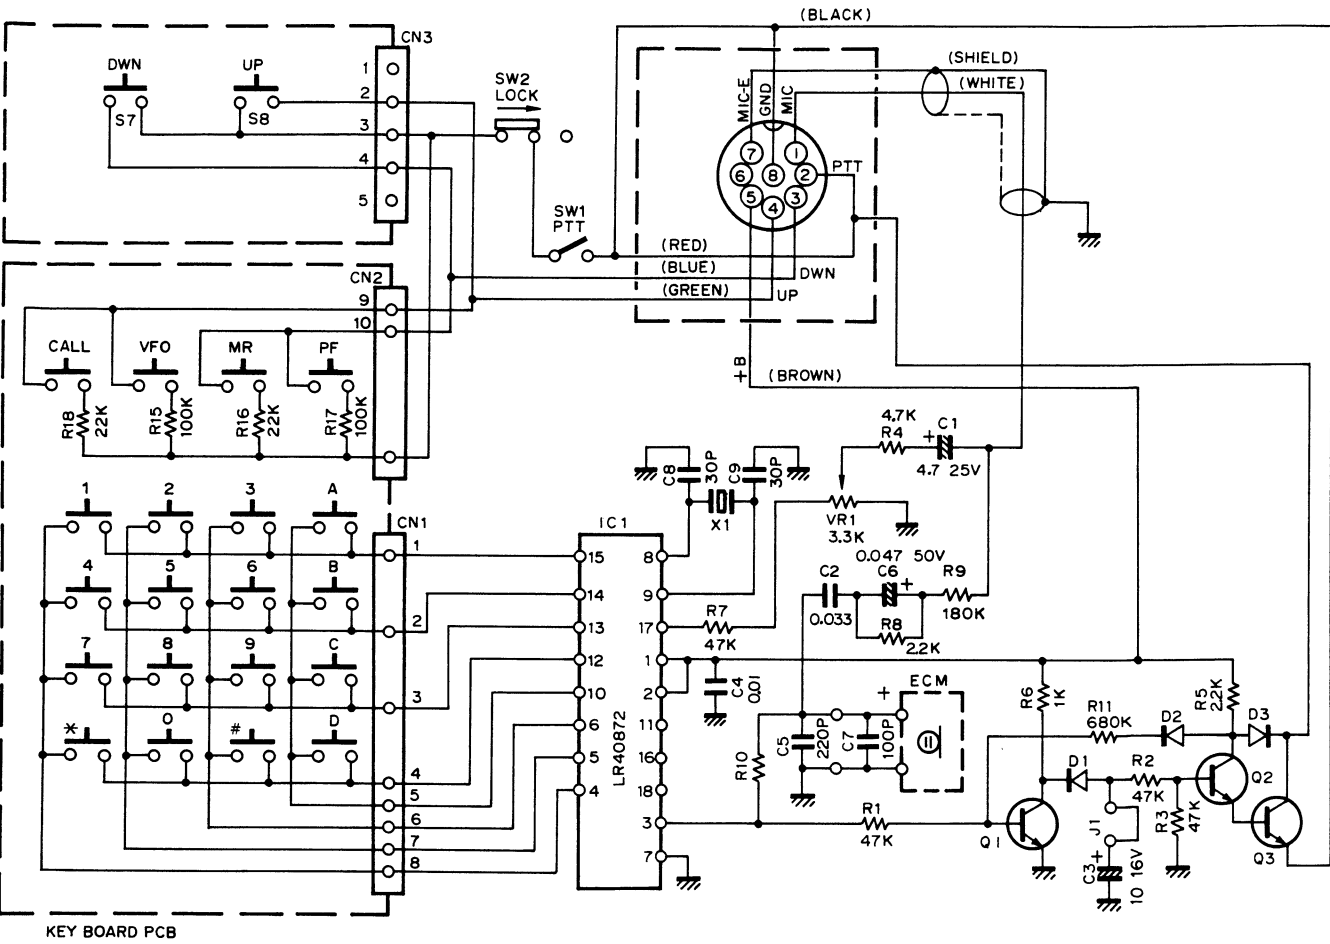 (BLACK)
CN3
DWN
UP
S7
S8
1
2
3
4
5
SW2
LOCK
SW1
PTT
(SHIELD)
(WHITE)
MIC-E
GND
MIC
7
1
6
8
2
5
4
3
PTT
(RED)
(BLUE)
DWN
(GREEN)
UP
+B
(BROWN)
CN2
9
10
CALL
VFO
MR
PF
R18
22K
R15
100K
R16
22K
R17
100K
1
2
3
A
4
5
6
B
7
8
9
C
*
0
#
D
CN1
1
2
3
4
5
6
7
8
KEY BOARD PCB
IC1
LR40872
15
14
13
12
10
6
5
4
8
9
17
1
2
11
16
18
3
7
C8
30P
C9
30P
X1
4.7K
R4
+
C1
4.7 25V
VR1
3.3K
0.047 50V
C2
C6
+
R9
0.033
R8
2.2K
180K
R7
47K
C4
0.01
R10
C5
220P
C7
100P
+
ECM
R1
47K
R6
1K
R11
680K
D2
R5
2.2K
D3
D1
R2
47K
R3
47K
J1
C3
+
10 16V
Q1
Q2
Q3